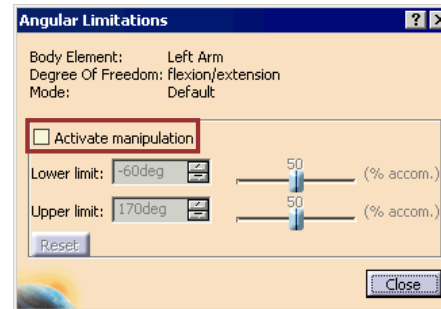 Angular Limitations ?
Body Element: Left Arm
Degree Of Freedom: flexion/extension
Mode: Default
Activate manipulation
Lower limit: -60deg 50 (% accom.)
Upper limit: 170deg 50 (% accom.)
Reset
Close